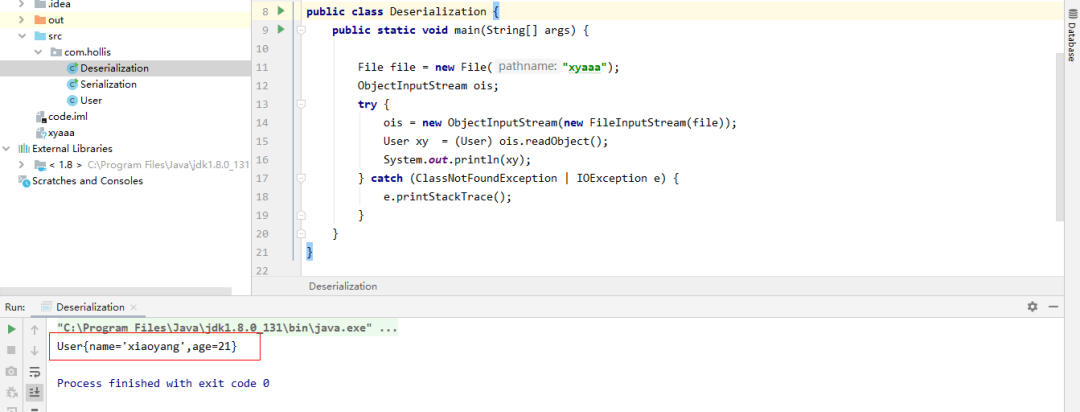 .idea
out
src
com.hollis
Deserialization
Serialization
User
code.iml
xyaaa
External Libraries
< 1.8 > C:\Program Files\Java\jdk1.8.0_131
Scratches and Consoles
8 public class Deserialization {
9 public static void main(String[] args) {
10
11 File file = new File( pathname: "xyaaa");
12 ObjectInputStream ois;
13 try {
14 ois = new ObjectInputStream(new FileInputStream(file));
15 User xy = (User) ois.readObject();
16 System.out.println(xy);
17 } catch (ClassNotFoundException | IOException e) {
18 e.printStackTrace();
19 }
20 }
21 }
22
Deserialization
Database
Run: Deserialization
"C:\Program Files\Java\jdk1.8.0_131\bin\java.exe" ...
User{name='xiaoyang',age=21}
Process finished with exit code 0